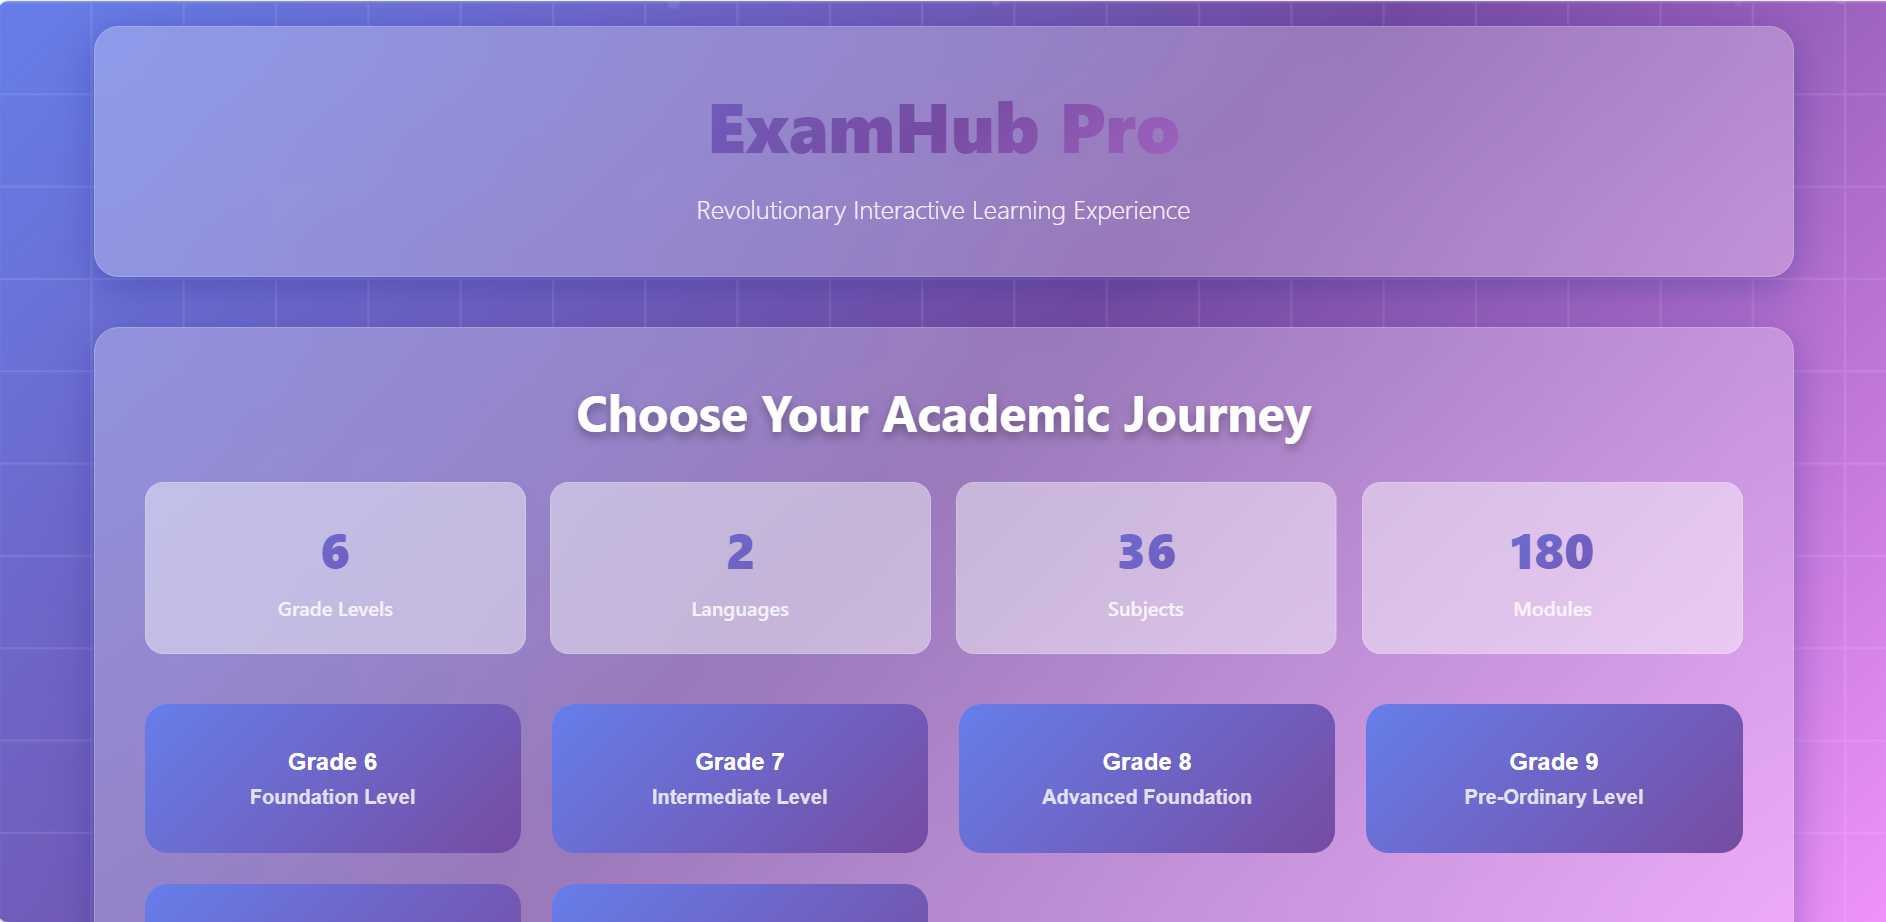 ExamHub Pro
Revolutionary Interactive Learning Experience
Choose Your Academic Journey
6
Grade Levels
2
Languages
36
Subjects
180
Modules
Grade 6
Foundation Level
Grade 7
Intermediate Level
Grade 8
Advanced Foundation
Grade 9
Pre-Ordinary Level